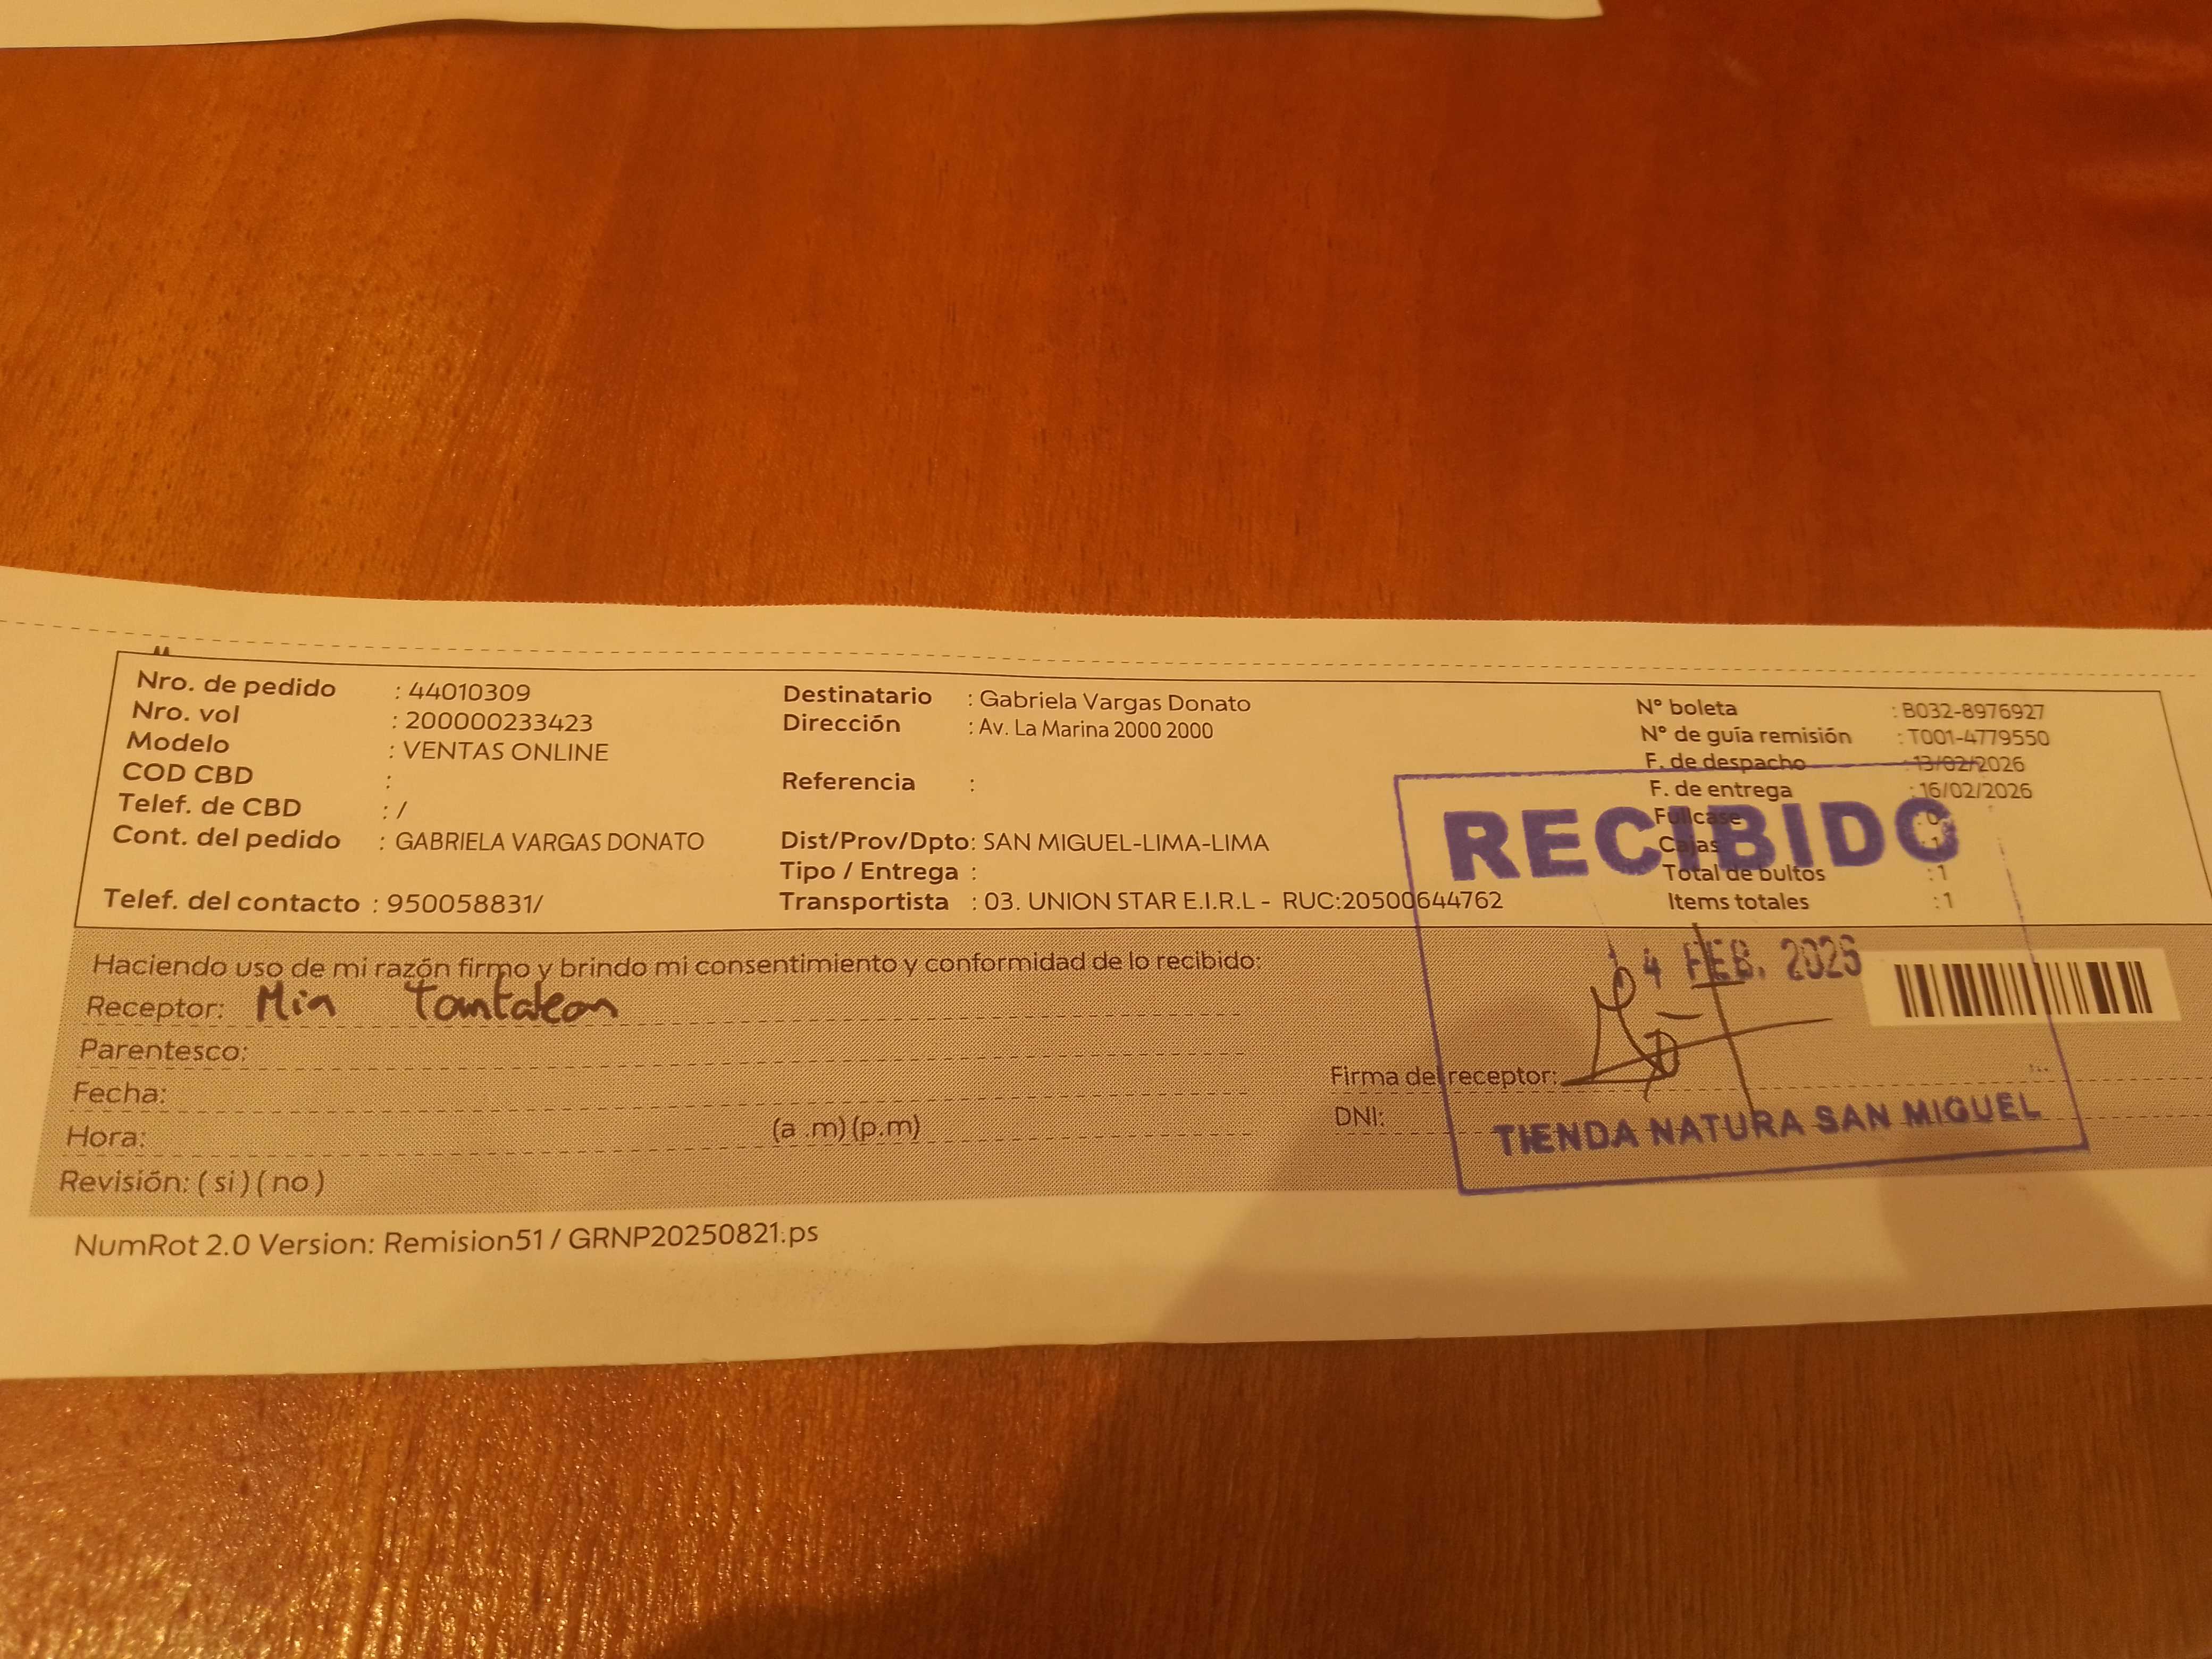 Nro. de pedido : 44010309
Nro. vol : 200000233423
Modelo : VENTAS ONLINE
COD CBD :
Telef. de CBD : /
Cont. del pedido : GABRIELA VARGAS DONATO
Telef. del contacto : 950058831/
Destinatario : Gabriela Vargas Donato
Dirección : Av. La Marina 2000 2000
Referencia :
Dist/Prov/Dpto: SAN MIGUEL-LIMA-LIMA
Tipo / Entrega :
Transportista : 03. UNION STAR E.I.R.L - RUC:20500644762
N° boleta : B032-8976927
N° de guía remisión : T001-4779550
F. de despacho : 13/02/2026
F. de entrega : 16/02/2026
Fullcase : 0
Cajas : 1
Total de bultos : 1
Items totales : 1
RECIBIDO
4 FEB. 2026
TIENDA NATURA SAN MIGUEL
Haciendo uso de mi razón firmo y brindo mi consentimiento y conformidad de lo recibido:
Receptor: Mia
Parentesco:
Fecha:
Hora: (a .m) (p.m)
Revisión: ( si ) ( no )
Firma del receptor:
DNI:
NumRot 2.0 Version: Remision51 / GRNP20250821.ps